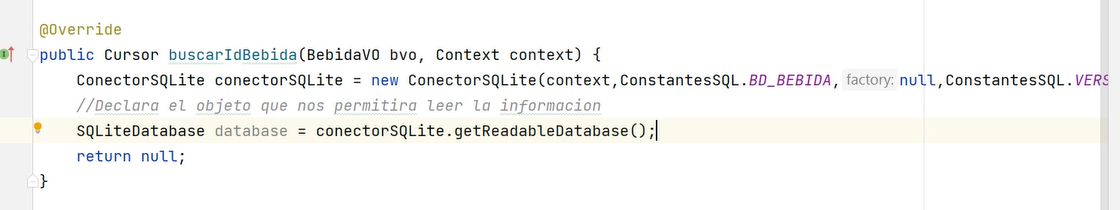 @Override
public Cursor buscarIdBebida(BebidaVO bvo, Context context) {
ConectorSQLite conectorSQLite = new ConectorSQLite(context,ConstantesSQL.BD_BEBIDA, factory: null,ConstantesSQL.VERS
//Declara el objeto que nos permitira leer la informacion
SQLiteDatabase database = conectorSQLite.getReadableDatabase();
return null;
}